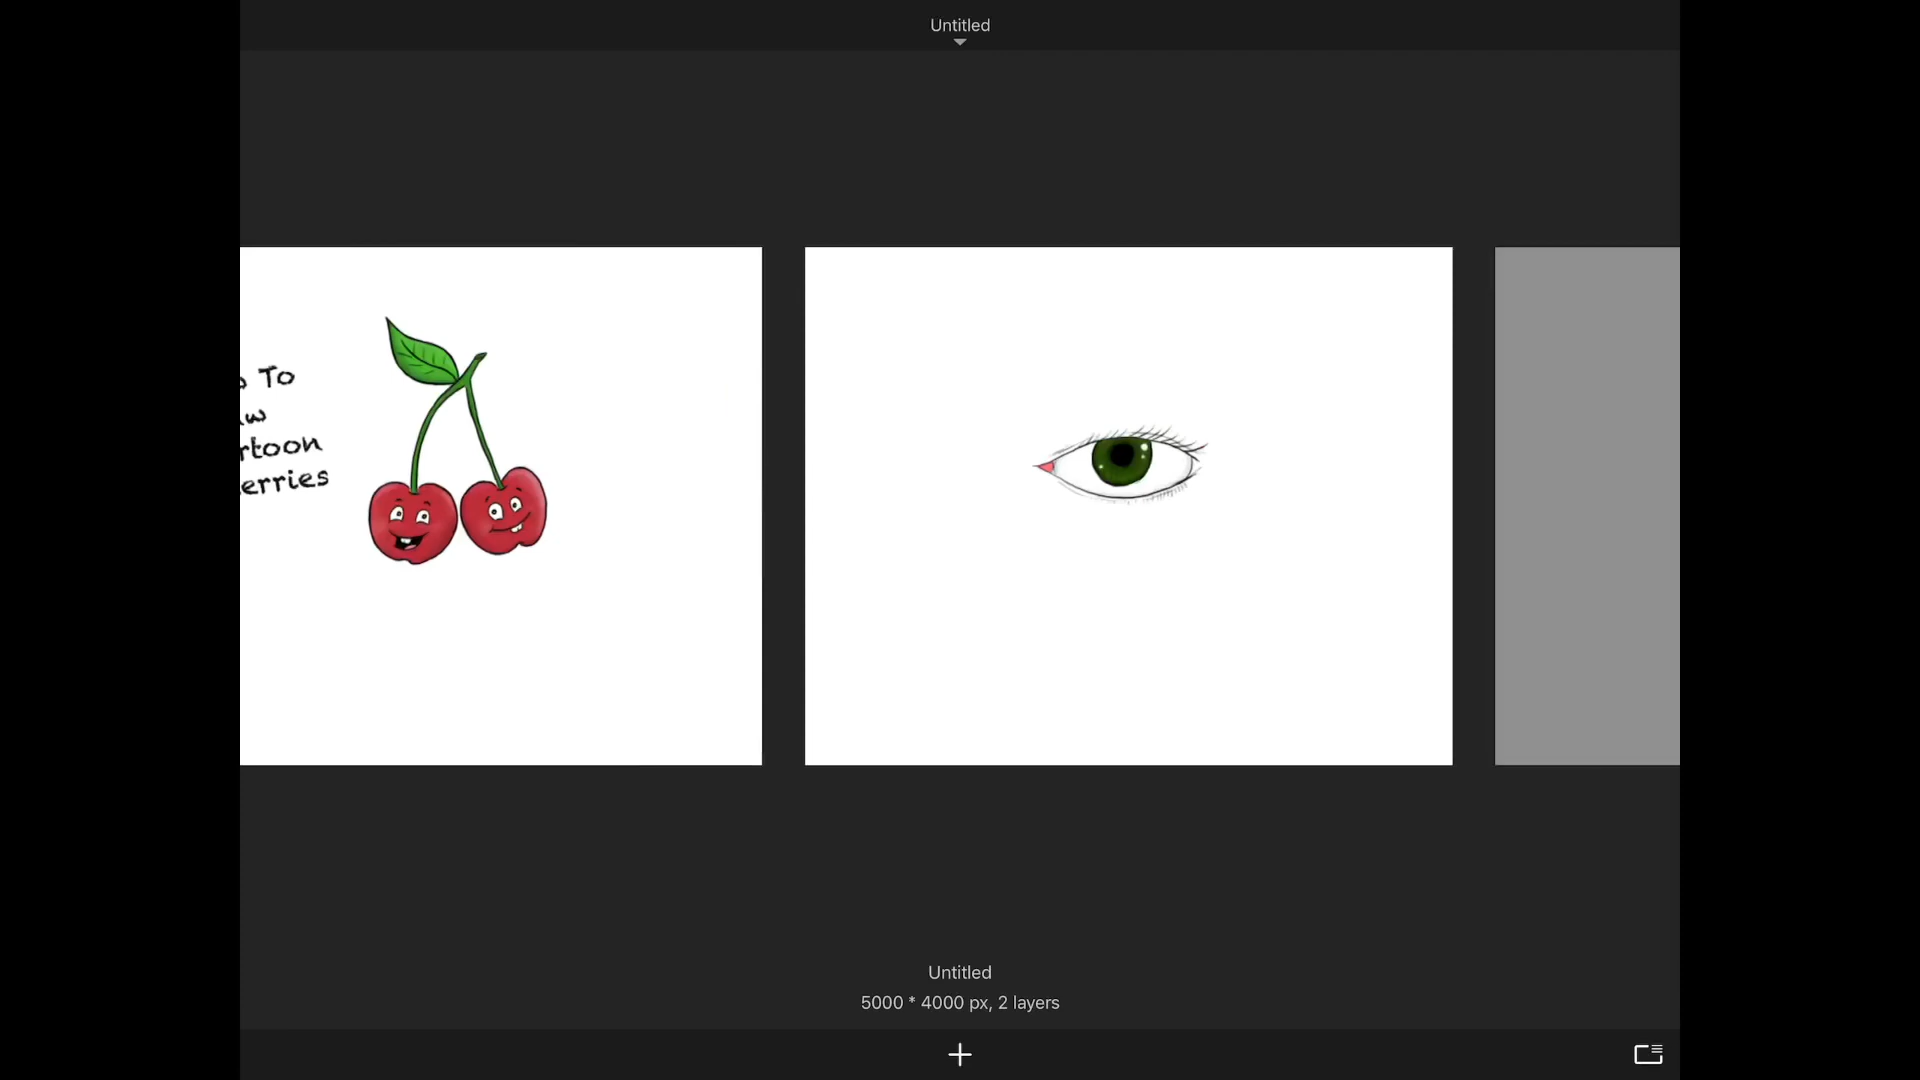 Untitled
To
rtoon
erries
Untitled
5000 * 4000 px, 2 layers